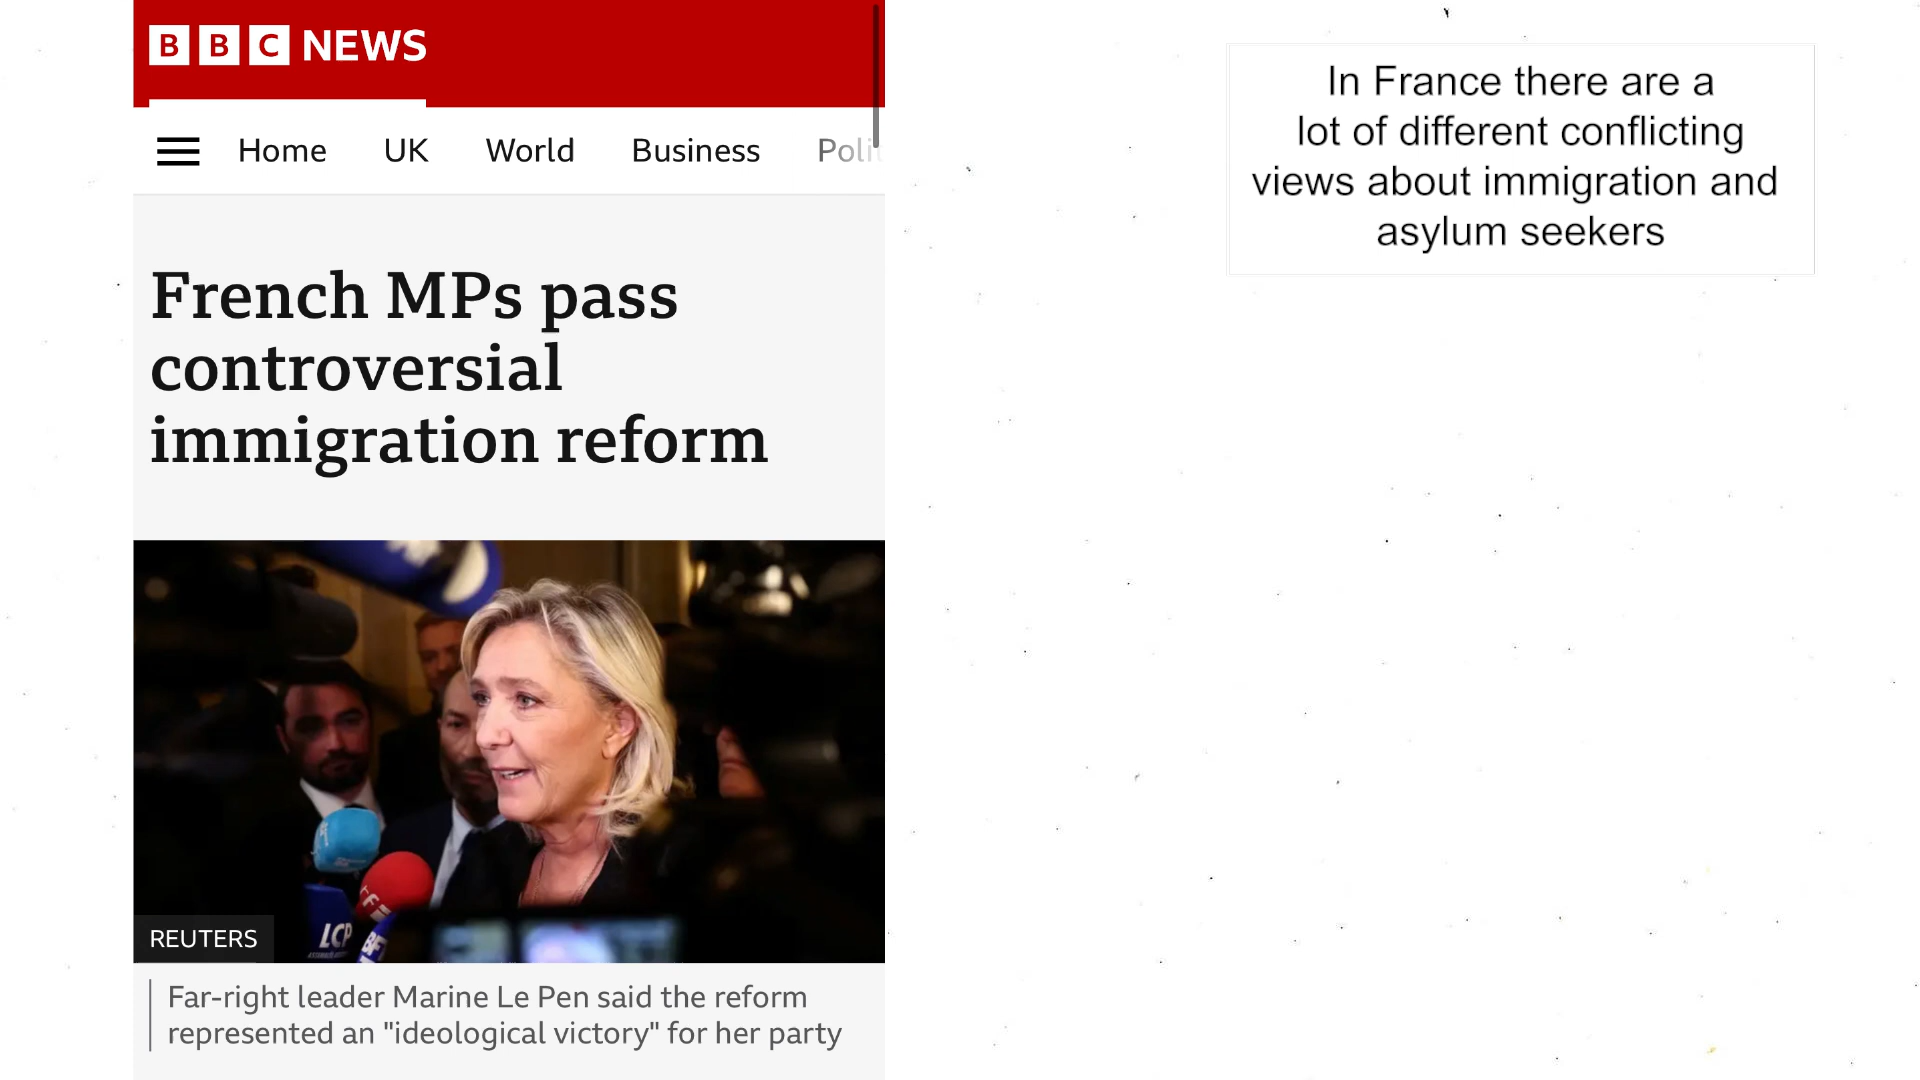 BBC NEWS
Home UK World Business Poli
French MPs pass
controversial
immigration reform
LCP
REUTERS
Far-right leader Marine Le Pen said the reform
represented an "ideological victory" for her party
In France there are a
lot of different conflicting
views about immigration and
asylum seekers